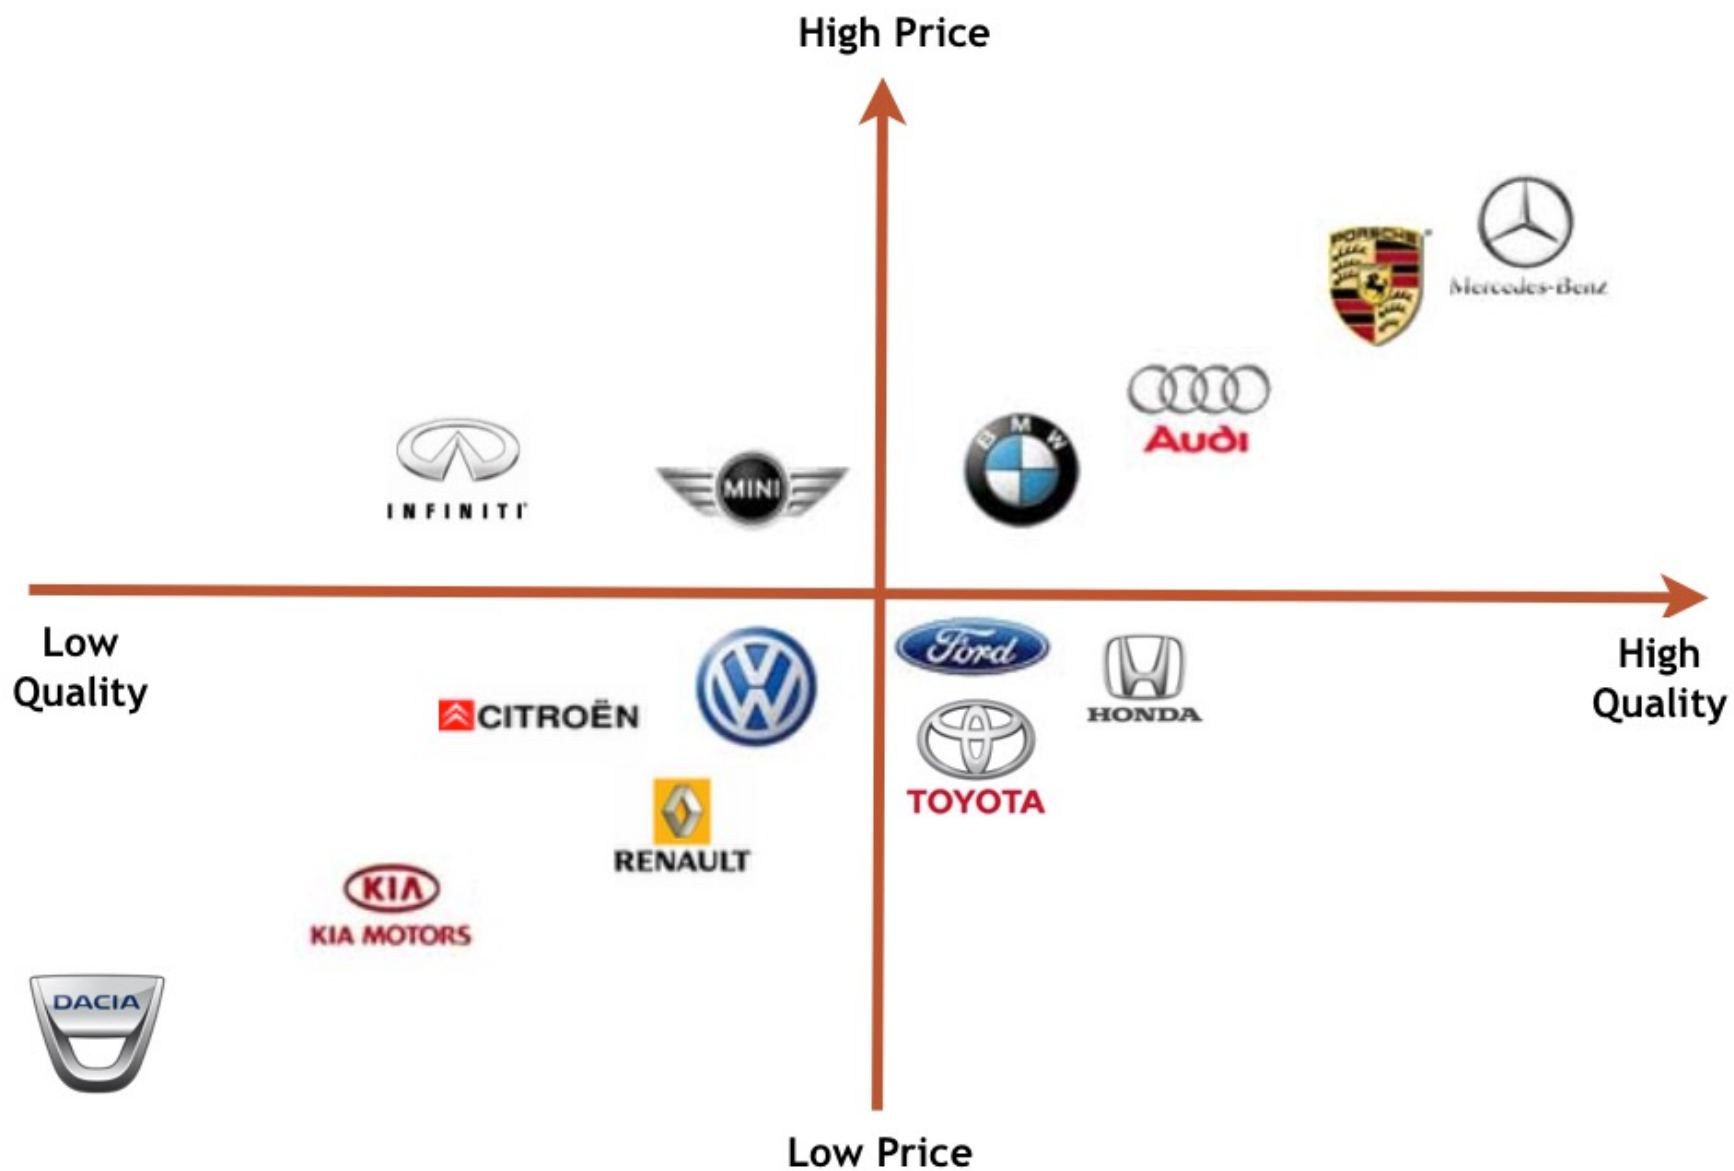 High Price
PORSCHE
Mercedes-Benz
Audi
BMW
INFINITI
MINI
Low
Quality
High
Quality
Ford
CITROËN
HONDA
TOYOTA
RENAULT
KIA
KIA MOTORS
DACIA
Low Price